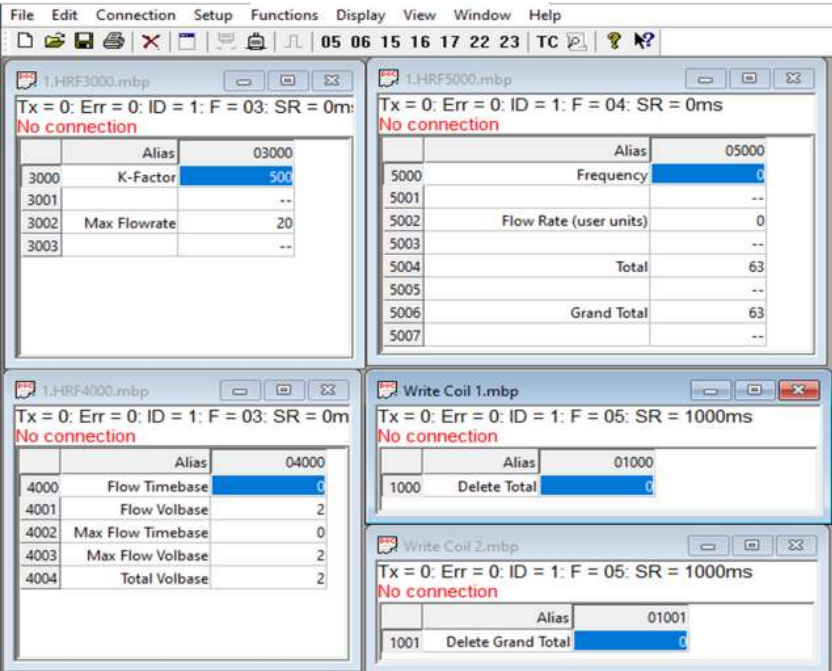 File Edit Connection Setup Functions Display View Window Help
05 06 15 16 17 22 23 TC
1.HRF3000.mbp
Tx = 0: Err = 0: ID = 1: F = 03: SR = 0m
No connection
Alias 03000
3000 K-Factor 500
3001 --
3002 Max Flowrate 20
3003 --
1.HRF5000.mbp
Tx = 0: Err = 0: ID = 1: F = 04: SR = 0ms
No connection
Alias 05000
5000 Frequency 0
5001 --
5002 Flow Rate (user units) 0
5003 --
5004 Total 63
5005 --
5006 Grand Total 63
5007 --
1.HRF4000.mbp
Tx = 0: Err = 0: ID = 1: F = 03: SR = 0m
No connection
Alias 04000
4000 Flow Timebase 0
4001 Flow Volbase 2
4002 Max Flow Timebase 0
4003 Max Flow Volbase 2
4004 Total Volbase 2
Write Coil 1.mbp
Tx = 0: Err = 0: ID = 1: F = 05: SR = 1000ms
No connection
Alias 01000
1000 Delete Total 0
Write Coil 2.mbp
Tx = 0: Err = 0: ID = 1: F = 05: SR = 1000ms
No connection
Alias 01001
1001 Delete Grand Total 0